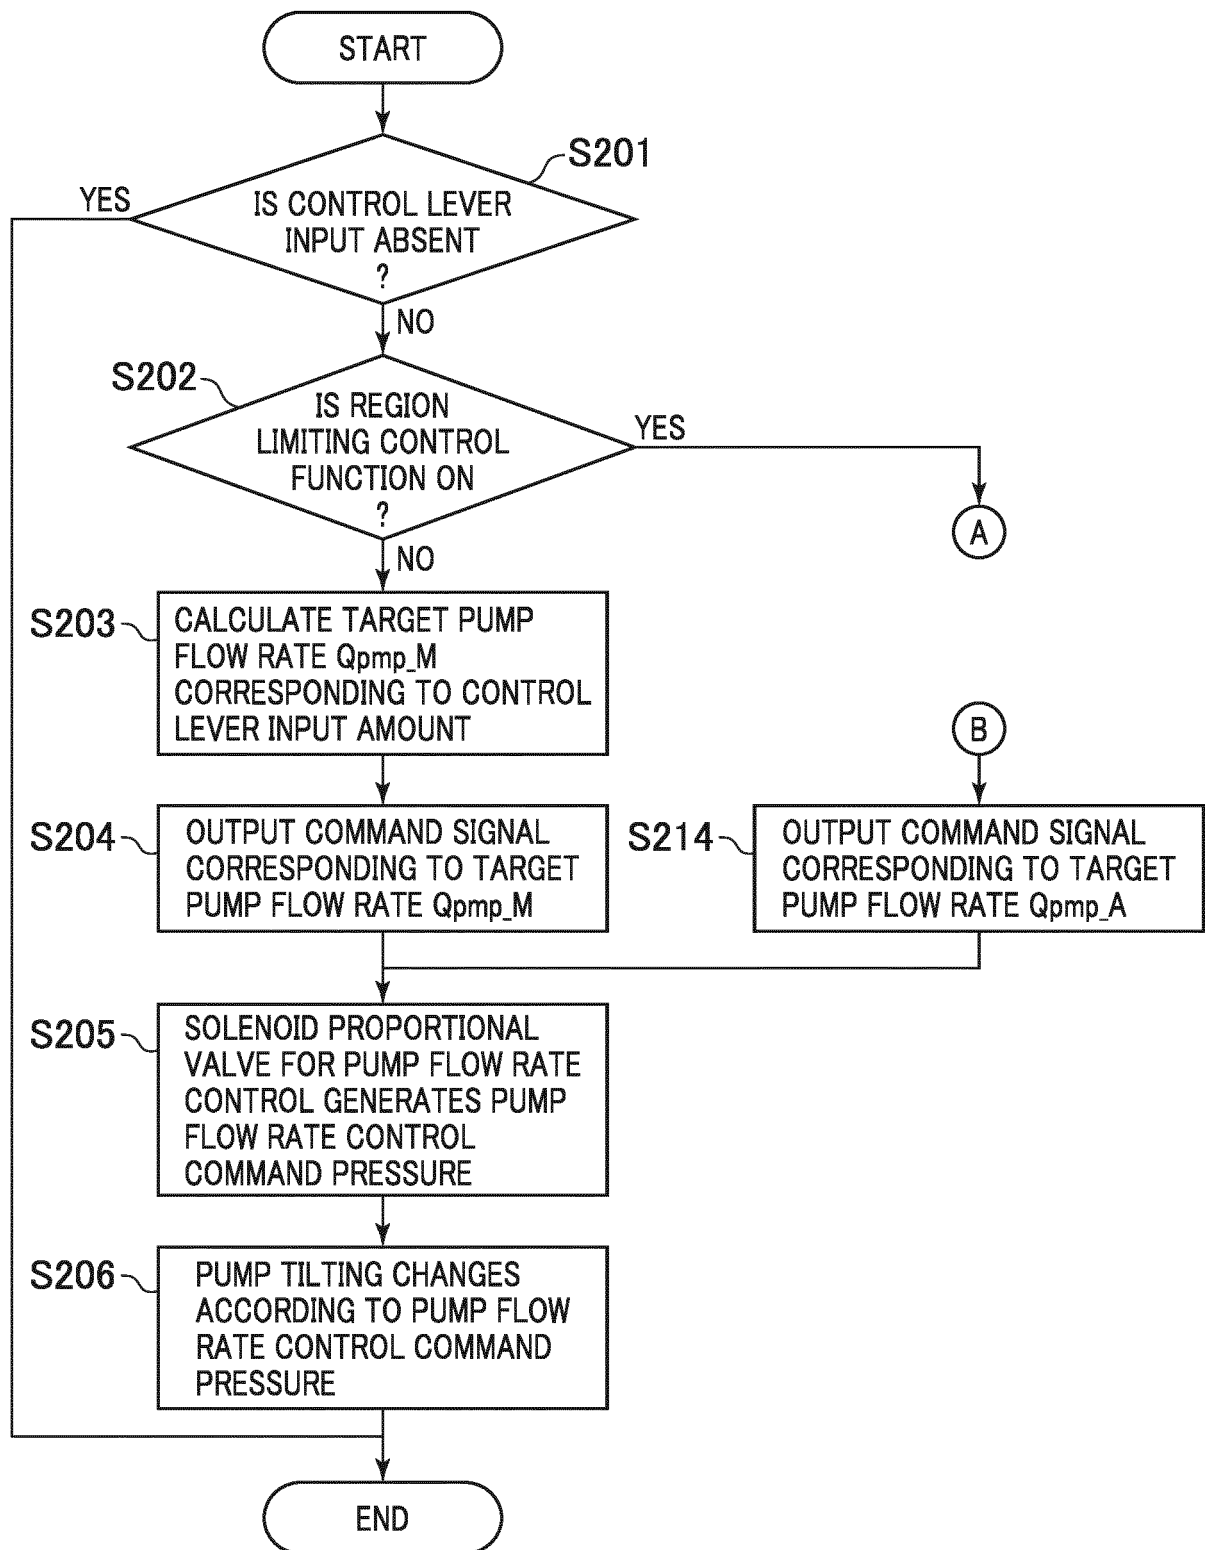 START
S201
YES
IS CONTROL LEVER
INPUT ABSENT
?
NO
S202
IS REGION
LIMITING CONTROL
FUNCTION ON
?
YES
A
NO
S203
CALCULATE TARGET PUMP
FLOW RATE Qpmp_M
CORRESPONDING TO CONTROL
LEVER INPUT AMOUNT
B
S204
OUTPUT COMMAND SIGNAL
CORRESPONDING TO TARGET
PUMP FLOW RATE Qpmp_M
S214
OUTPUT COMMAND SIGNAL
CORRESPONDING TO TARGET
PUMP FLOW RATE Qpmp_A
S205
SOLENOID PROPORTIONAL
VALVE FOR PUMP FLOW RATE
CONTROL GENERATES PUMP
FLOW RATE CONTROL
COMMAND PRESSURE
S206
PUMP TILTING CHANGES
ACCORDING TO PUMP FLOW
RATE CONTROL COMMAND
PRESSURE
END